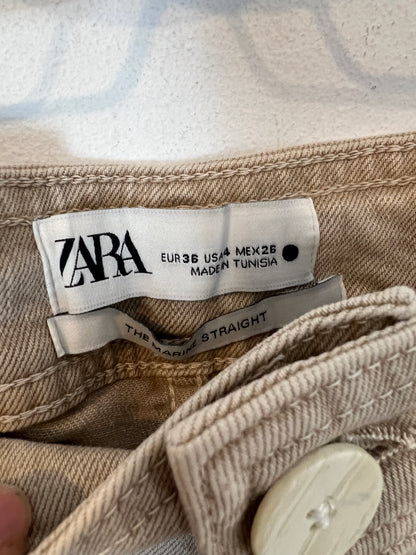 ZARA
EUR 36 USA 4 MEX 26
MADE IN TUNISIA
THE MARINE STRAIGHT